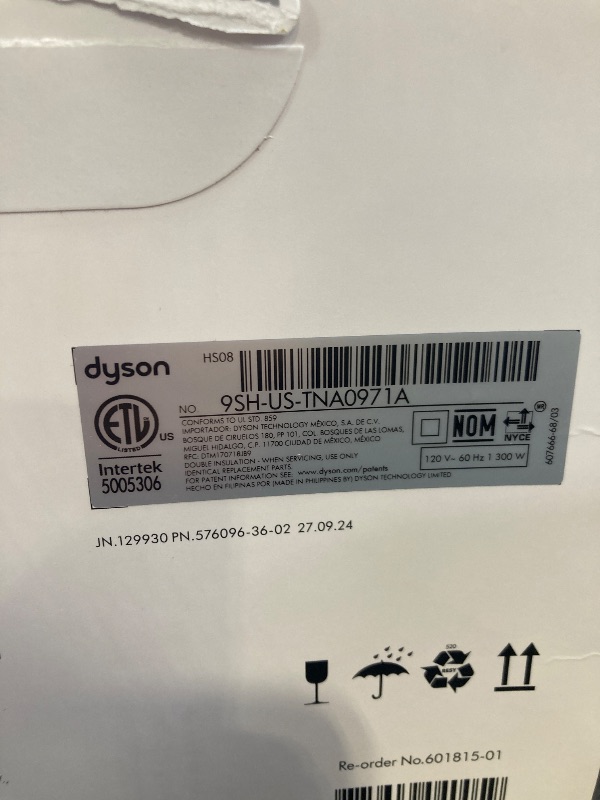 dyson
HS08
NO 9SH-US-TNA0971A
ETL
LISTED
US
Intertek
5005306
CONFORMS TO UL STD. 859
IMPORTADOR: DYSON TECHNOLOGY MÉXICO, S.A. DE C.V.
BOSQUE DE CIRUELOS 180, PP 101, COL. BOSQUES DE LAS LOMAS,
MIGUEL HIDALGO, C.P. 11700 CIUDAD DE MÉXICO, MÉXICO
RFC: DTM170718J89
DOUBLE INSULATION - WHEN SERVICING, USE ONLY
IDENTICAL REPLACEMENT PARTS.
FOR PATENT INFORMATION SEE: www.dyson.com/patents
HECHO EN FILIPINAS POR (MADE IN PHILIPPINES BY) DYSON TECHNOLOGY LIMITED
NOM
NYCE
MR
120 V~ 60 Hz 1 300 W
607666-68/03
JN.129930 PN.576096-36-02 27.09.24
520
Re-order No.601815-01